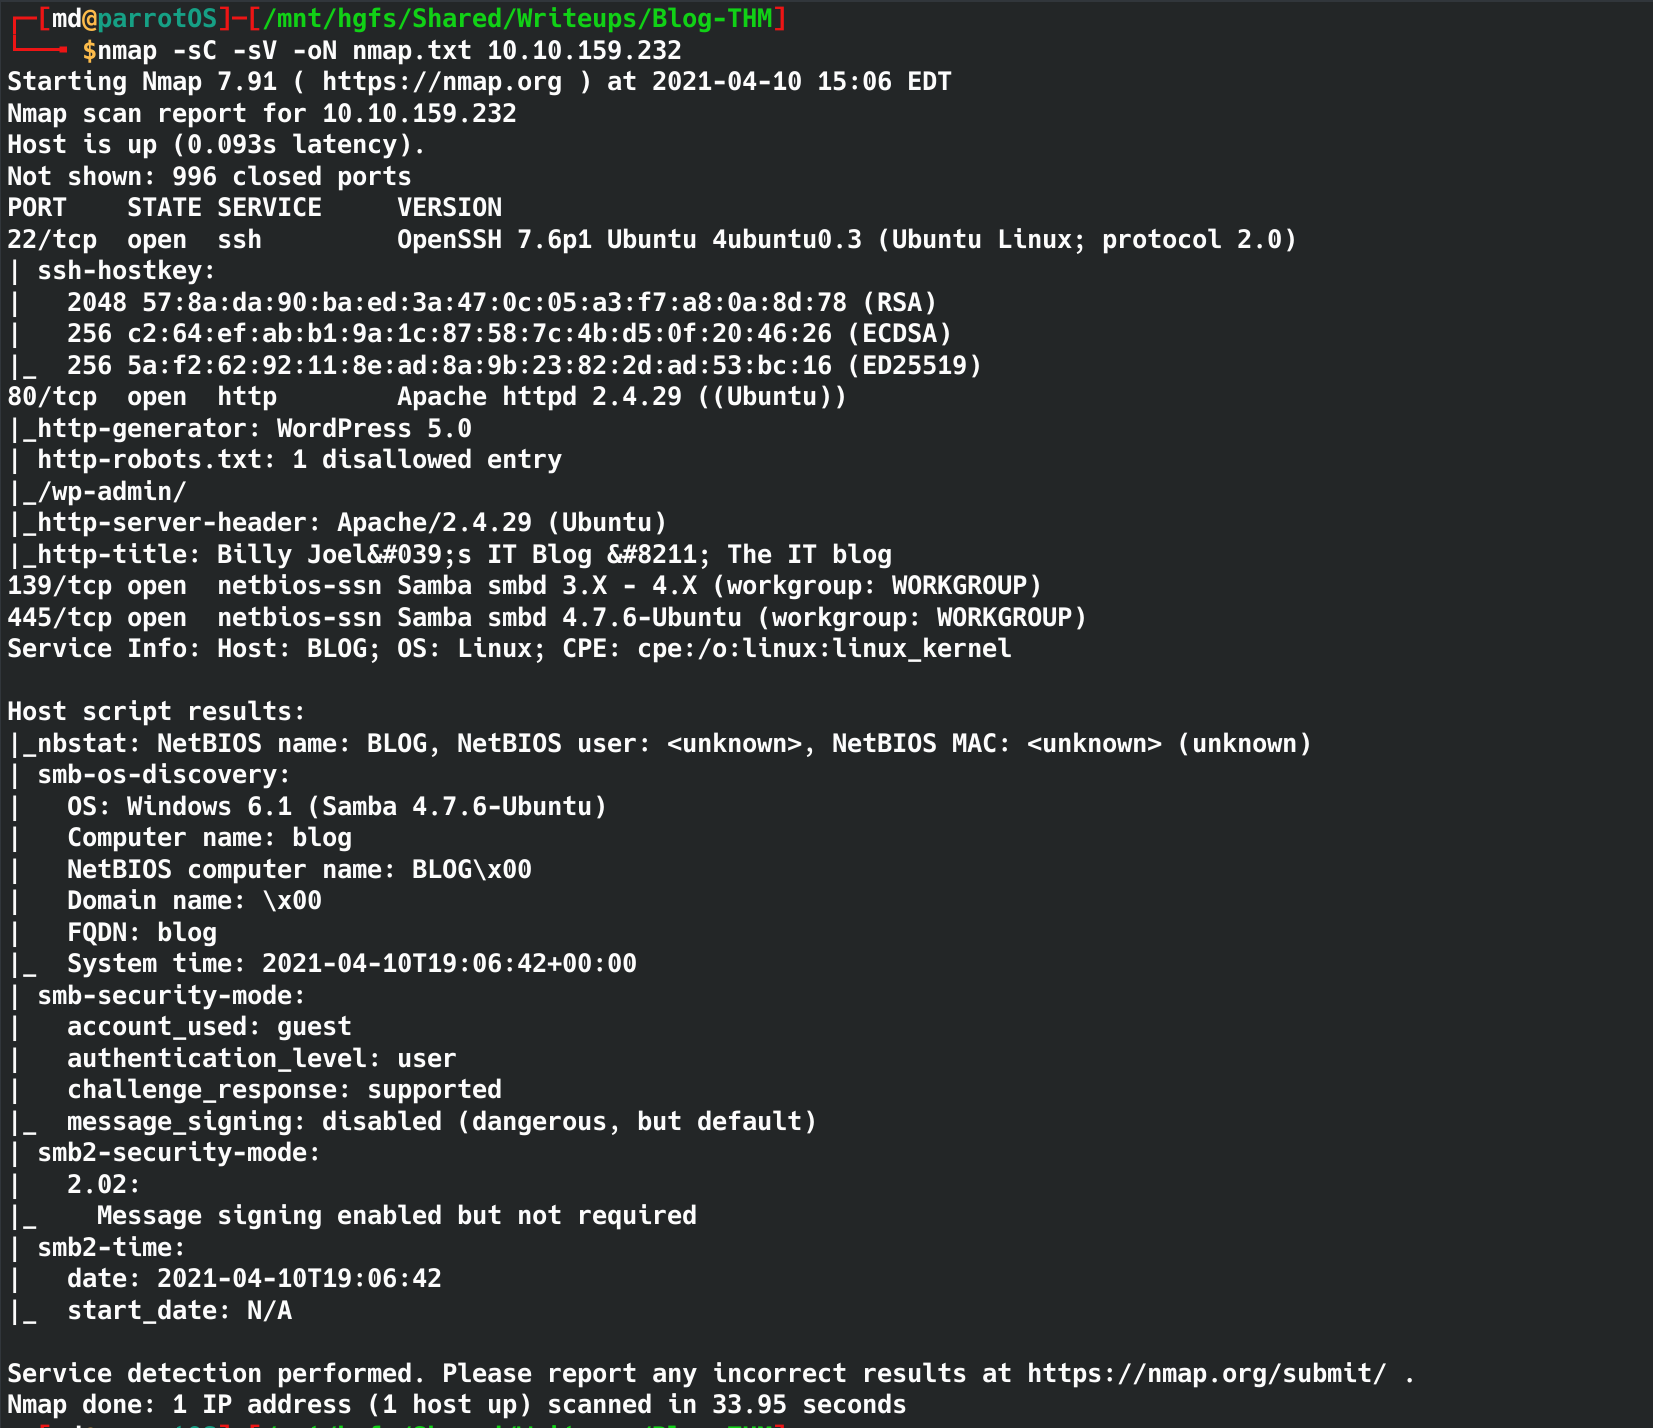 ┌─[md@parrotOS]─[/mnt/hgfs/Shared/Writeups/Blog-THM]
└──╼ $nmap -sC -sV -oN nmap.txt 10.10.159.232
Starting Nmap 7.91 ( https://nmap.org ) at 2021-04-10 15:06 EDT
Nmap scan report for 10.10.159.232
Host is up (0.093s latency).
Not shown: 996 closed ports
PORT    STATE SERVICE     VERSION
22/tcp  open  ssh         OpenSSH 7.6p1 Ubuntu 4ubuntu0.3 (Ubuntu Linux; protocol 2.0)
| ssh-hostkey:
|   2048 57:8a:da:90:ba:ed:3a:47:0c:05:a3:f7:a8:0a:8d:78 (RSA)
|   256 c2:64:ef:ab:b1:9a:1c:87:58:7c:4b:d5:0f:20:46:26 (ECDSA)
|_  256 5a:f2:62:92:11:8e:ad:8a:9b:23:82:2d:ad:53:bc:16 (ED25519)
80/tcp  open  http        Apache httpd 2.4.29 ((Ubuntu))
|_http-generator: WordPress 5.0
| http-robots.txt: 1 disallowed entry
|_/wp-admin/
|_http-server-header: Apache/2.4.29 (Ubuntu)
|_http-title: Billy Joel&#039;s IT Blog &#8211; The IT blog
139/tcp open  netbios-ssn Samba smbd 3.X - 4.X (workgroup: WORKGROUP)
445/tcp open  netbios-ssn Samba smbd 4.7.6-Ubuntu (workgroup: WORKGROUP)
Service Info: Host: BLOG; OS: Linux; CPE: cpe:/o:linux:linux_kernel

Host script results:
|_nbstat: NetBIOS name: BLOG, NetBIOS user: <unknown>, NetBIOS MAC: <unknown> (unknown)
| smb-os-discovery:
|   OS: Windows 6.1 (Samba 4.7.6-Ubuntu)
|   Computer name: blog
|   NetBIOS computer name: BLOG\x00
|   Domain name: \x00
|   FQDN: blog
|_  System time: 2021-04-10T19:06:42+00:00
| smb-security-mode:
|   account_used: guest
|   authentication_level: user
|   challenge_response: supported
|_  message_signing: disabled (dangerous, but default)
| smb2-security-mode:
|   2.02:
|_    Message signing enabled but not required
| smb2-time:
|   date: 2021-04-10T19:06:42
|_  start_date: N/A

Service detection performed. Please report any incorrect results at https://nmap.org/submit/ .
Nmap done: 1 IP address (1 host up) scanned in 33.95 seconds